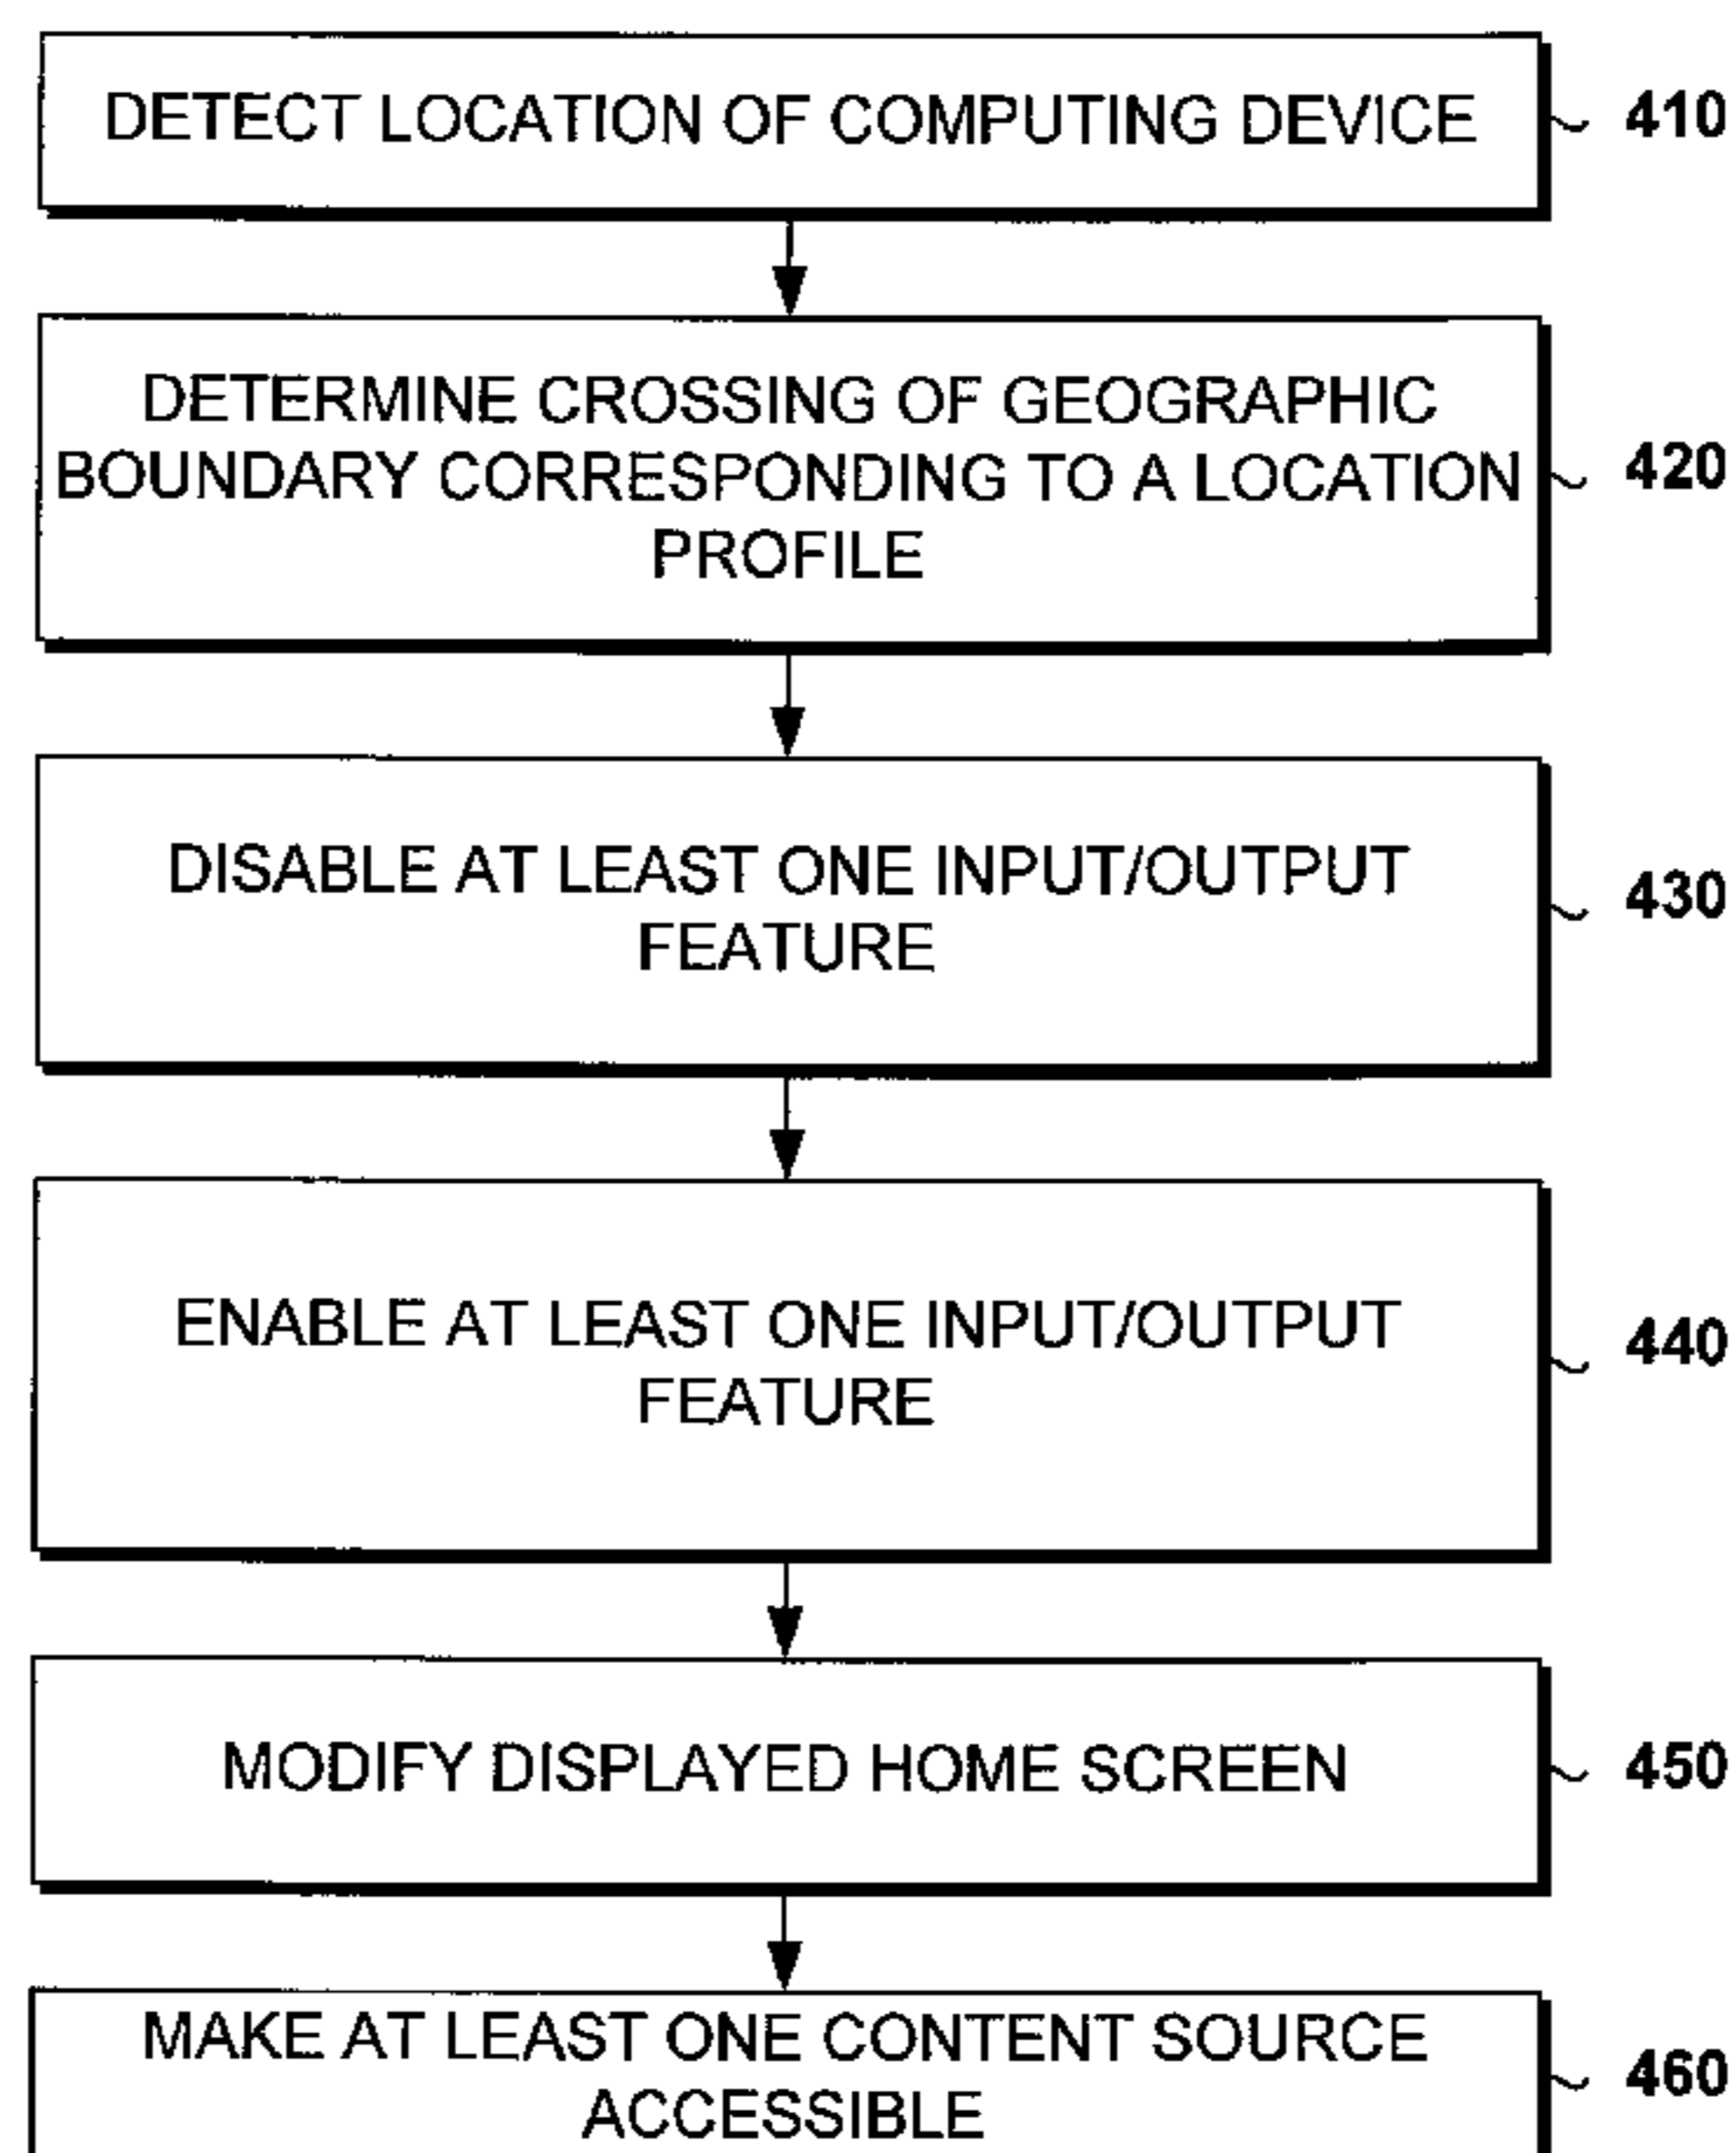 DETECT LOCATION OF COMPUTING DEVICE
410
DETERMINE CROSSING OF GEOGRAPHIC
BOUNDARY CORRESPONDING TO A LOCATION
PROFILE
420
DISABLE AT LEAST ONE INPUT/OUTPUT
FEATURE
430
ENABLE AT LEAST ONE INPUT/OUTPUT
FEATURE
440
MODIFY DISPLAYED HOME SCREEN
450
MAKE AT LEAST ONE CONTENT SOURCE
ACCESSIBLE
460